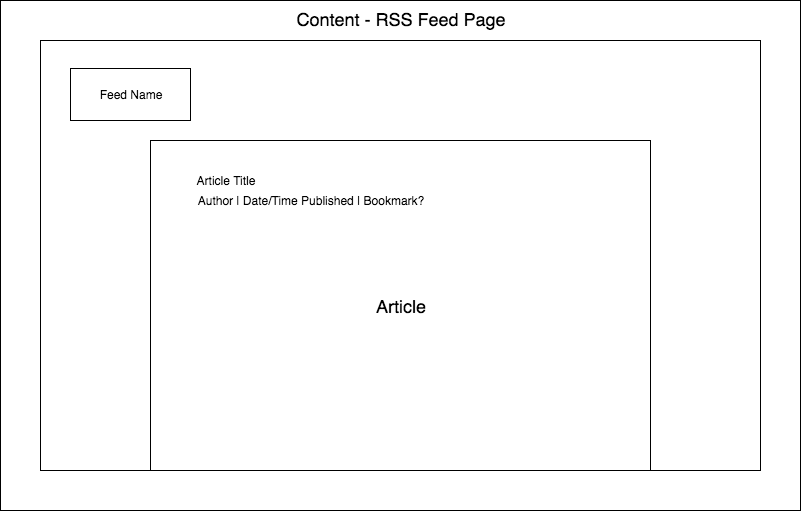 Content - RSS Feed Page
Feed Name
Article Title
Author | Date/Time Published | Bookmark?
Article